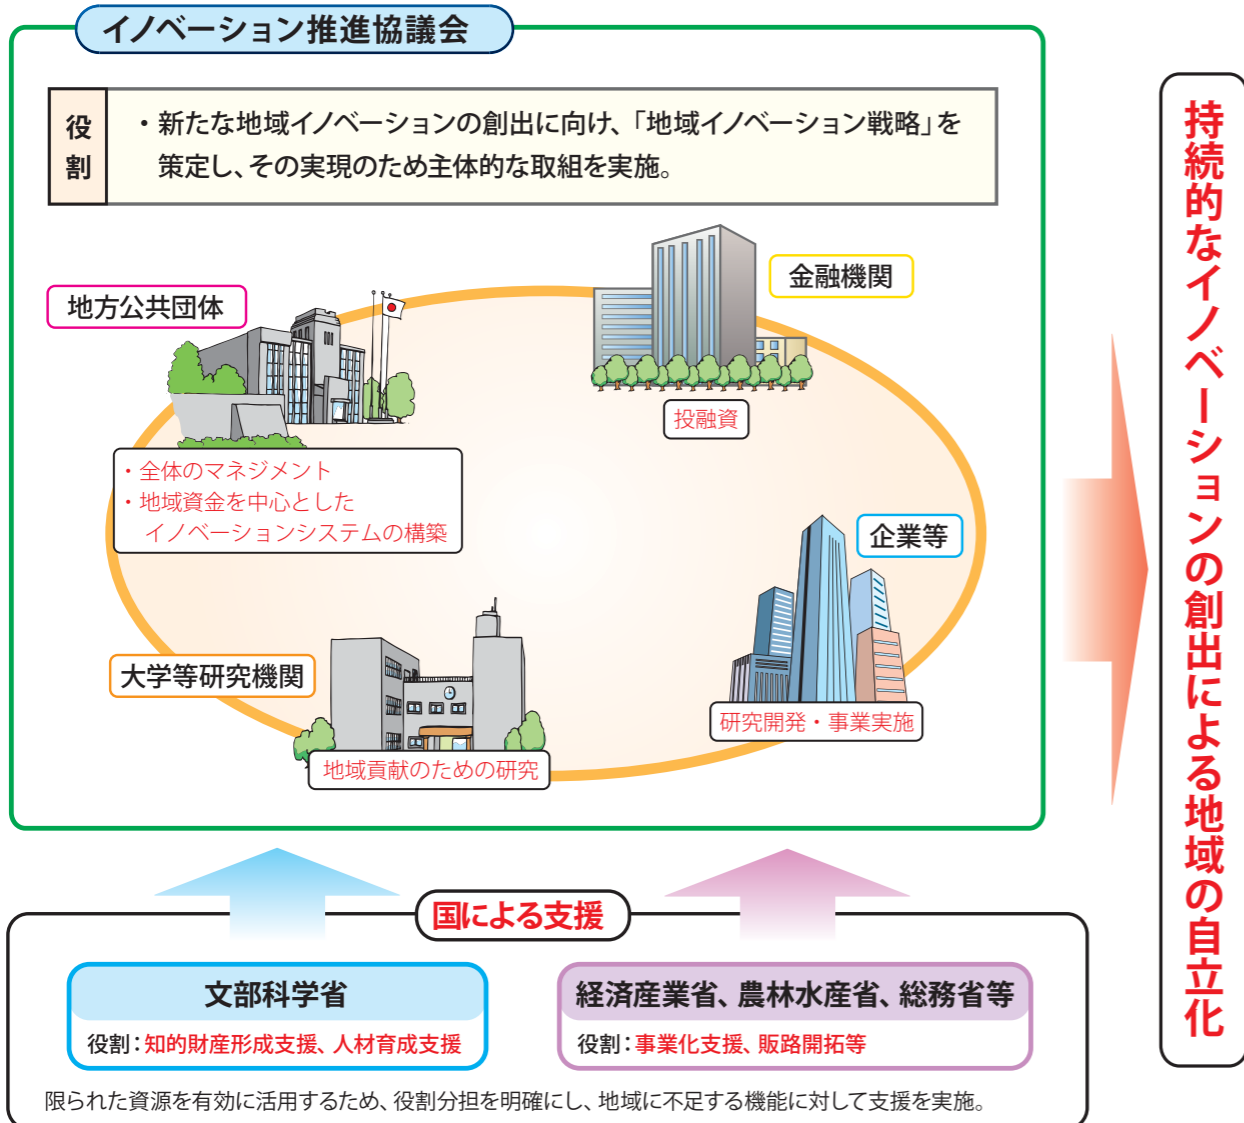 イノベーション推進協議会
役割
・新たな地域イノベーションの創出に向け、「地域イノベーション戦略」を
策定し、その実現のため主体的な取組を実施。
地方公共団体
・全体のマネジメント
・地域資金を中心とした
イノベーションシステムの構築
金融機関
投融資
企業等
研究開発・事業実施
大学等研究機関
地域貢献のための研究
持続的なイノベーションの創出による地域の自立化
国による支援
文部科学省
役割：知的財産形成支援、人材育成支援
経済産業省、農林水産省、総務省等
役割：事業化支援、販路開拓等
限られた資源を有効に活用するため、役割分担を明確にし、地域に不足する機能に対して支援を実施。